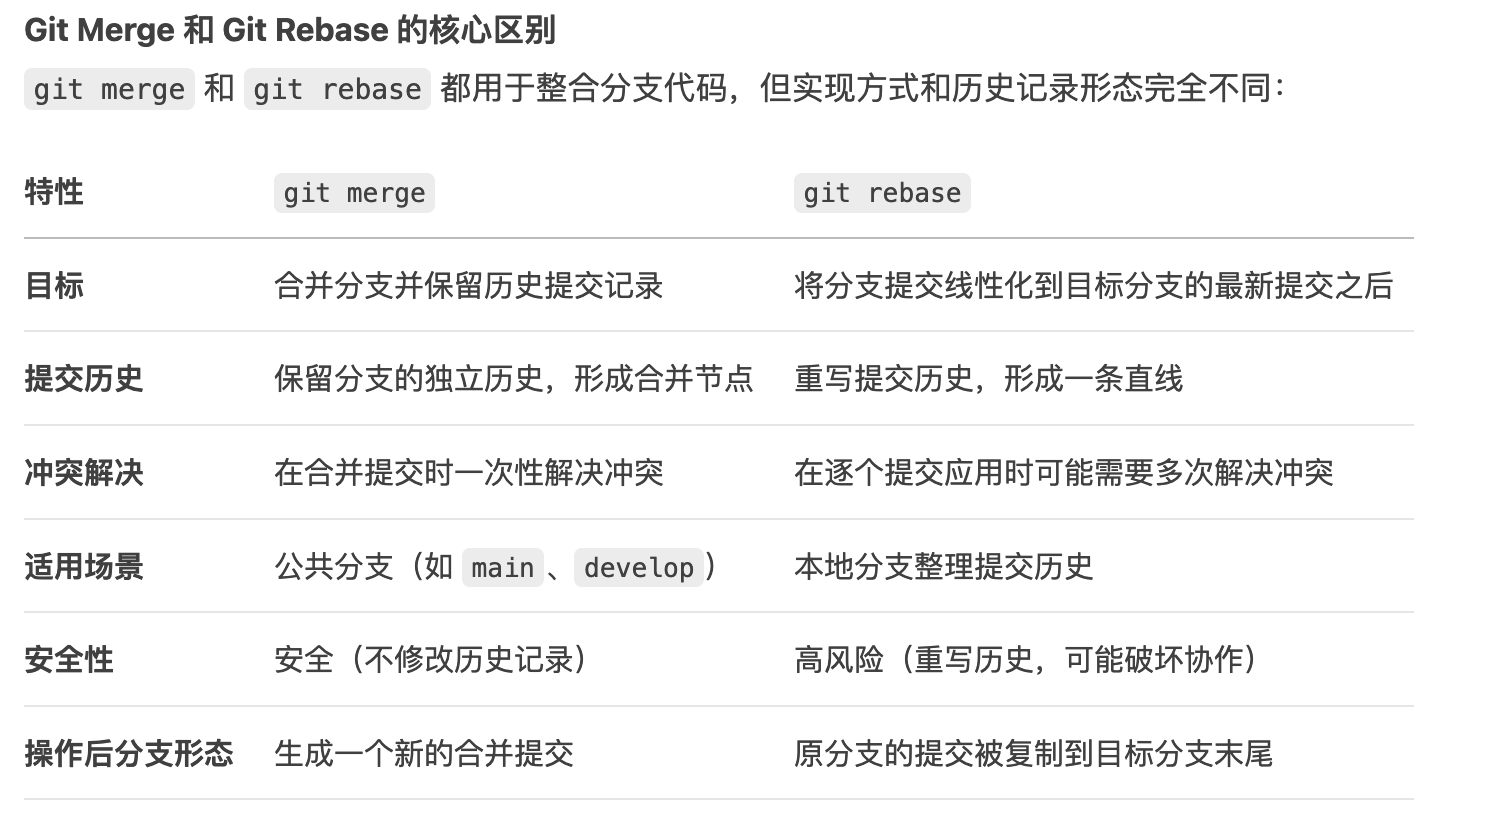 Git Merge 和 Git Rebase 的核心区别
git merge 和 git rebase 都用于整合分支代码，但实现方式和历史记录形态完全不同：
特性 git merge git rebase
目标 合并分支并保留历史提交记录 将分支提交线性化到目标分支的最新提交之后
提交历史 保留分支的独立历史，形成合并节点 重写提交历史，形成一条直线
冲突解决 在合并提交时一次性解决冲突 在逐个提交应用时可能需要多次解决冲突
适用场景 公共分支（如 main、develop） 本地分支整理提交历史
安全性 安全（不修改历史记录） 高风险（重写历史，可能破坏协作）
操作后分支形态 生成一个新的合并提交 原分支的提交被复制到目标分支末尾